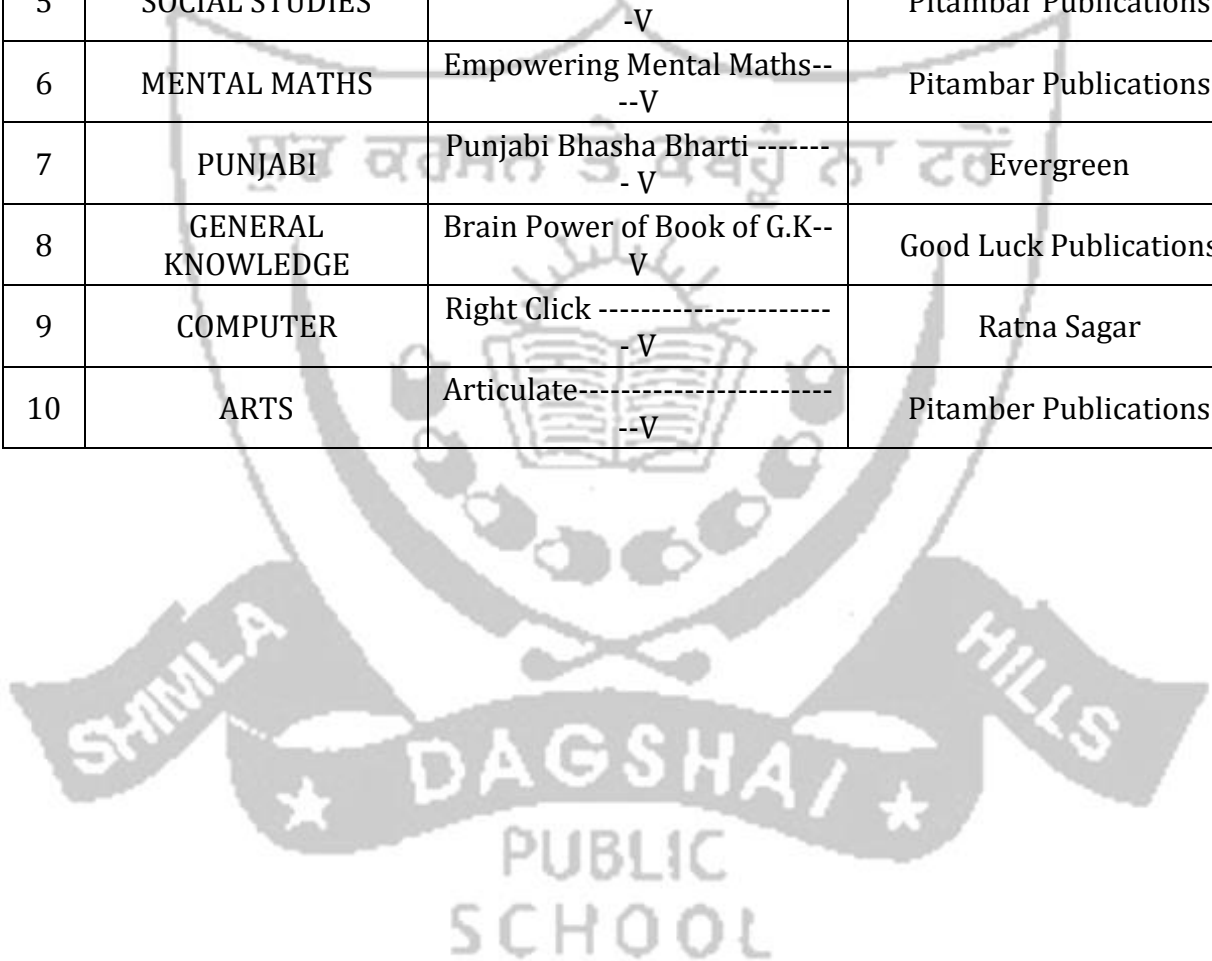 5 SOCIAL STUDIES -V Pitambar Publications
6 MENTAL MATHS Empowering Mental Maths--
--V Pitambar Publications
7 PUNJABI Punjabi Bhasha Bharti -------
- V Evergreen
8 GENERAL
KNOWLEDGE Brain Power of Book of G.K--
V Good Luck Publications
9 COMPUTER Right Click ----------------------
- V Ratna Sagar
10 ARTS Articulate------------------------
--V Pitamber Publications
SHIMLA HILLS
DAGSHAI
PUBLIC
SCHOOL